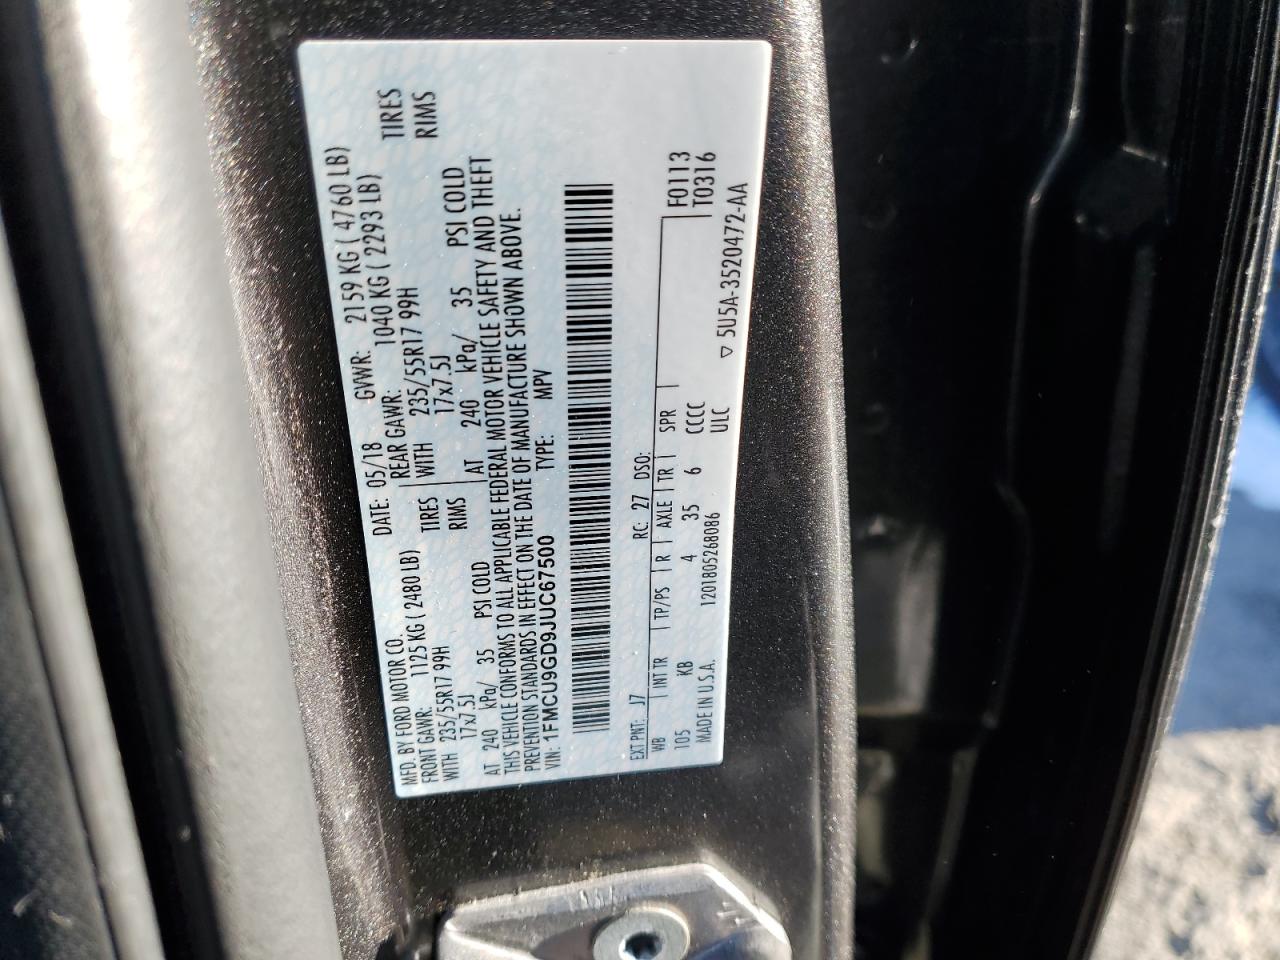 MFD. BY FORD MOTOR CO.
DATE: 05/18 GVWR: 2159 KG ( 4760 LB)
FRONT GAWR: 1125 KG ( 2480 LB) REAR GAWR: 1040 KG ( 2293 LB)
WITH 235/55R17 99H TIRES WITH 235/55R17 99H TIRES
17x7.5J RIMS 17x7.5J RIMS
AT 240 kPa/ 35 PSI COLD AT 240 kPa/ 35 PSI COLD
THIS VEHICLE CONFORMS TO ALL APPLICABLE FEDERAL MOTOR VEHICLE SAFETY AND THEFT
PREVENTION STANDARDS IN EFFECT ON THE DATE OF MANUFACTURE SHOWN ABOVE.
VIN: 1FMCU9GD9JUC67500 TYPE: MPV
EXT PNT: J7 RC: 27 DSO: F0113
WB INT TR TP/PS R AXLE TR SPR T0316
105 KB 4 35 6 CCCC
MADE IN U.S.A. 1201805268086 ULC ▽ 5U5A-3520472-AA